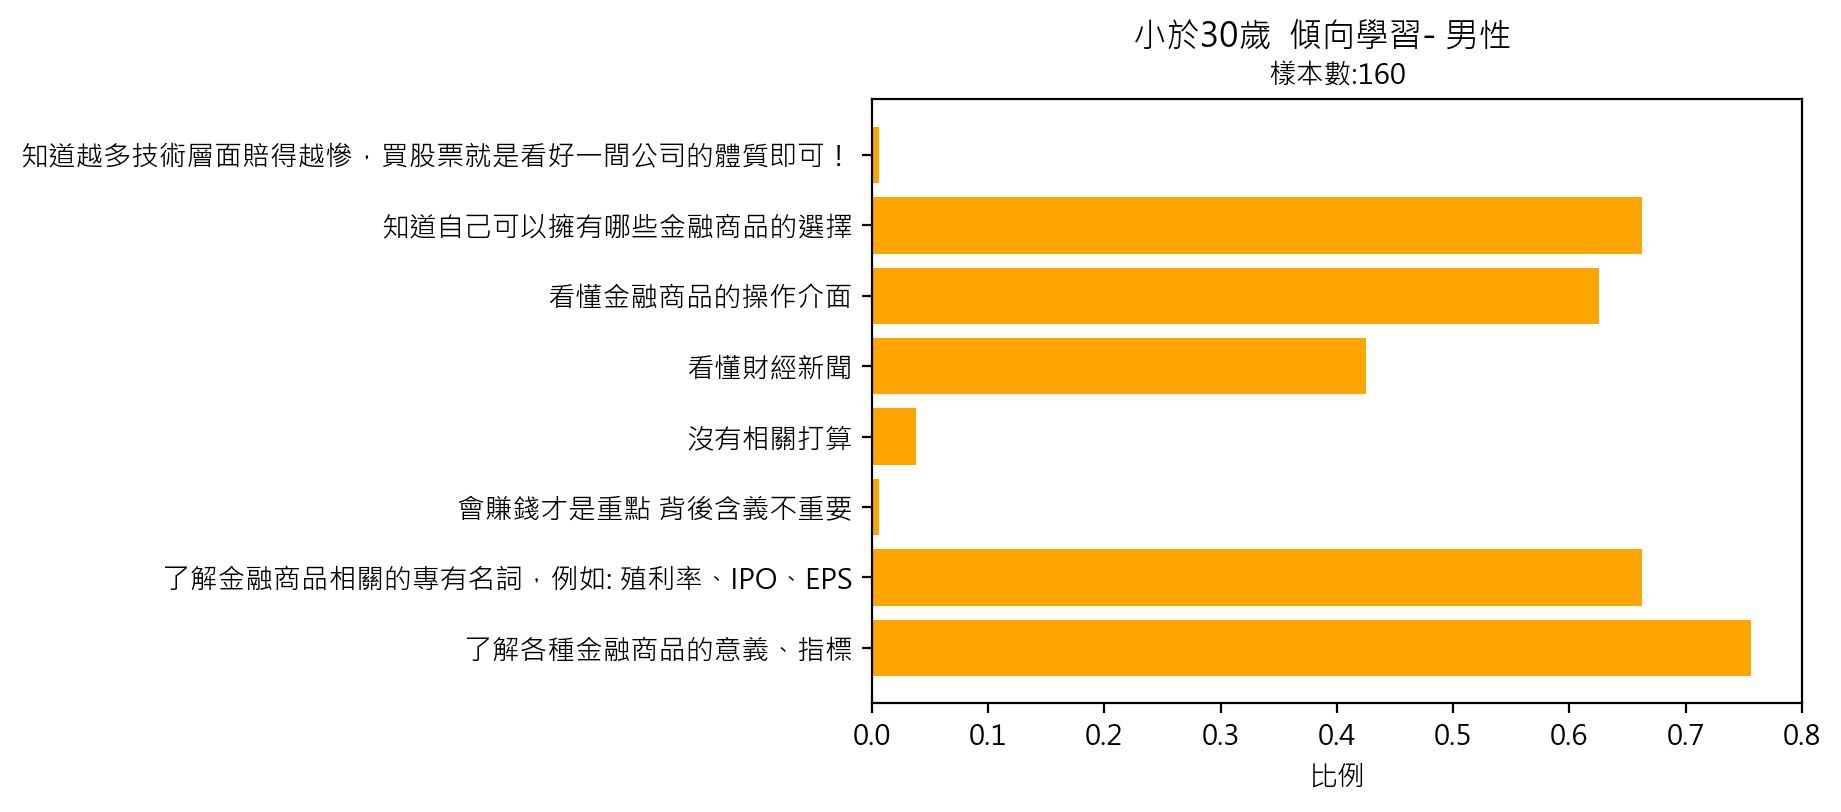 小於30歲  傾向學習- 男性
樣本數:160
知道越多技術層面賠得越慘，買股票就是看好一間公司的體質即可！
知道自己可以擁有哪些金融商品的選擇
看懂金融商品的操作介面
看懂財經新聞
沒有相關打算
會賺錢才是重點 背後含義不重要
了解金融商品相關的專有名詞，例如: 殖利率、IPO、EPS
了解各種金融商品的意義、指標
0.0 0.1 0.2 0.3 0.4 0.5 0.6 0.7 0.8
比例